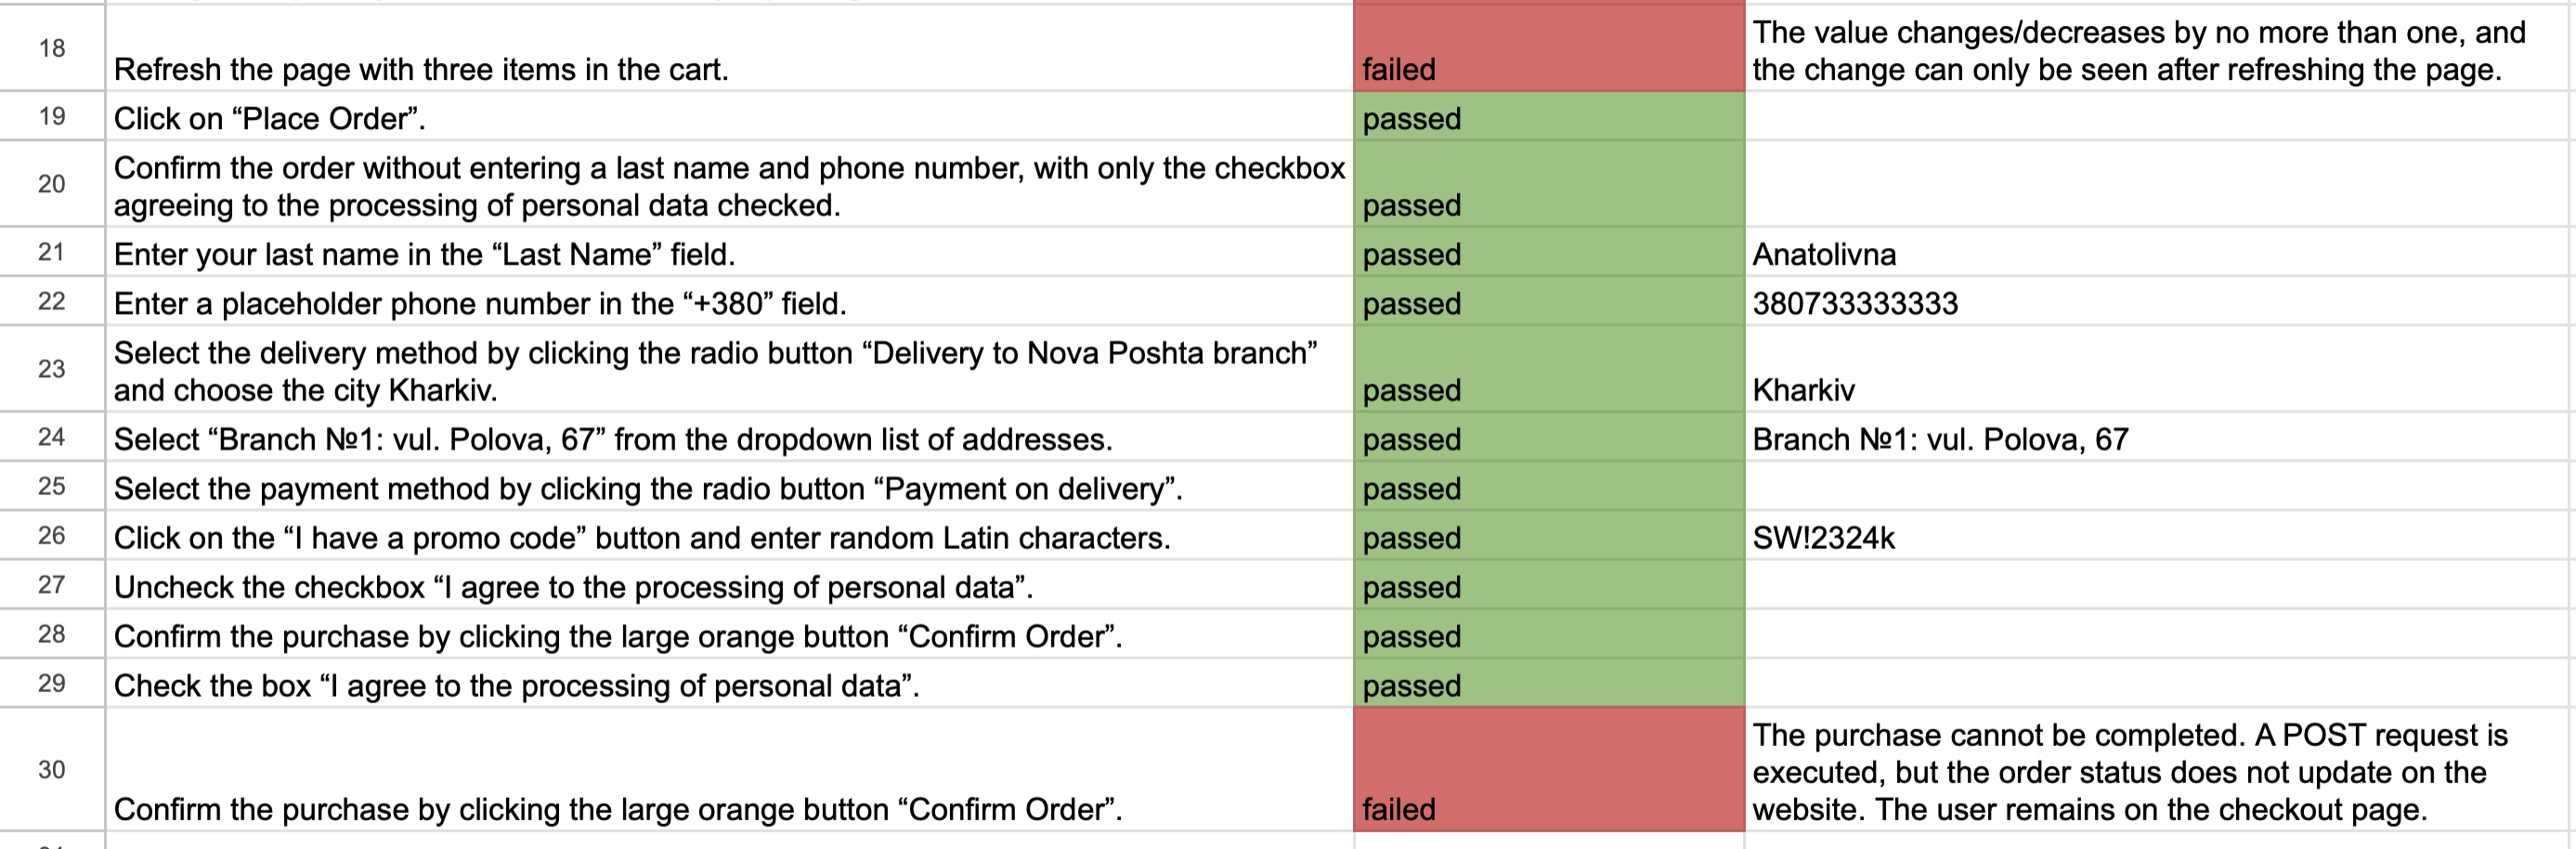 18
Refresh the page with three items in the cart.
failed
The value changes/decreases by no more than one, and
the change can only be seen after refreshing the page.
19
Click on “Place Order”.
passed
20
Confirm the order without entering a last name and phone number, with only the checkbox
agreeing to the processing of personal data checked.
passed
21
Enter your last name in the “Last Name” field.
passed
Anatolivna
22
Enter a placeholder phone number in the “+380” field.
passed
380733333333
23
Select the delivery method by clicking the radio button “Delivery to Nova Poshta branch”
and choose the city Kharkiv.
passed
Kharkiv
24
Select “Branch №1: vul. Polova, 67” from the dropdown list of addresses.
passed
Branch №1: vul. Polova, 67
25
Select the payment method by clicking the radio button “Payment on delivery”.
passed
26
Click on the “I have a promo code” button and enter random Latin characters.
passed
SW!2324k
27
Uncheck the checkbox “I agree to the processing of personal data”.
passed
28
Confirm the purchase by clicking the large orange button “Confirm Order”.
passed
29
Check the box “I agree to the processing of personal data”.
passed
30
Confirm the purchase by clicking the large orange button “Confirm Order”.
failed
The purchase cannot be completed. A POST request is
executed, but the order status does not update on the
website. The user remains on the checkout page.